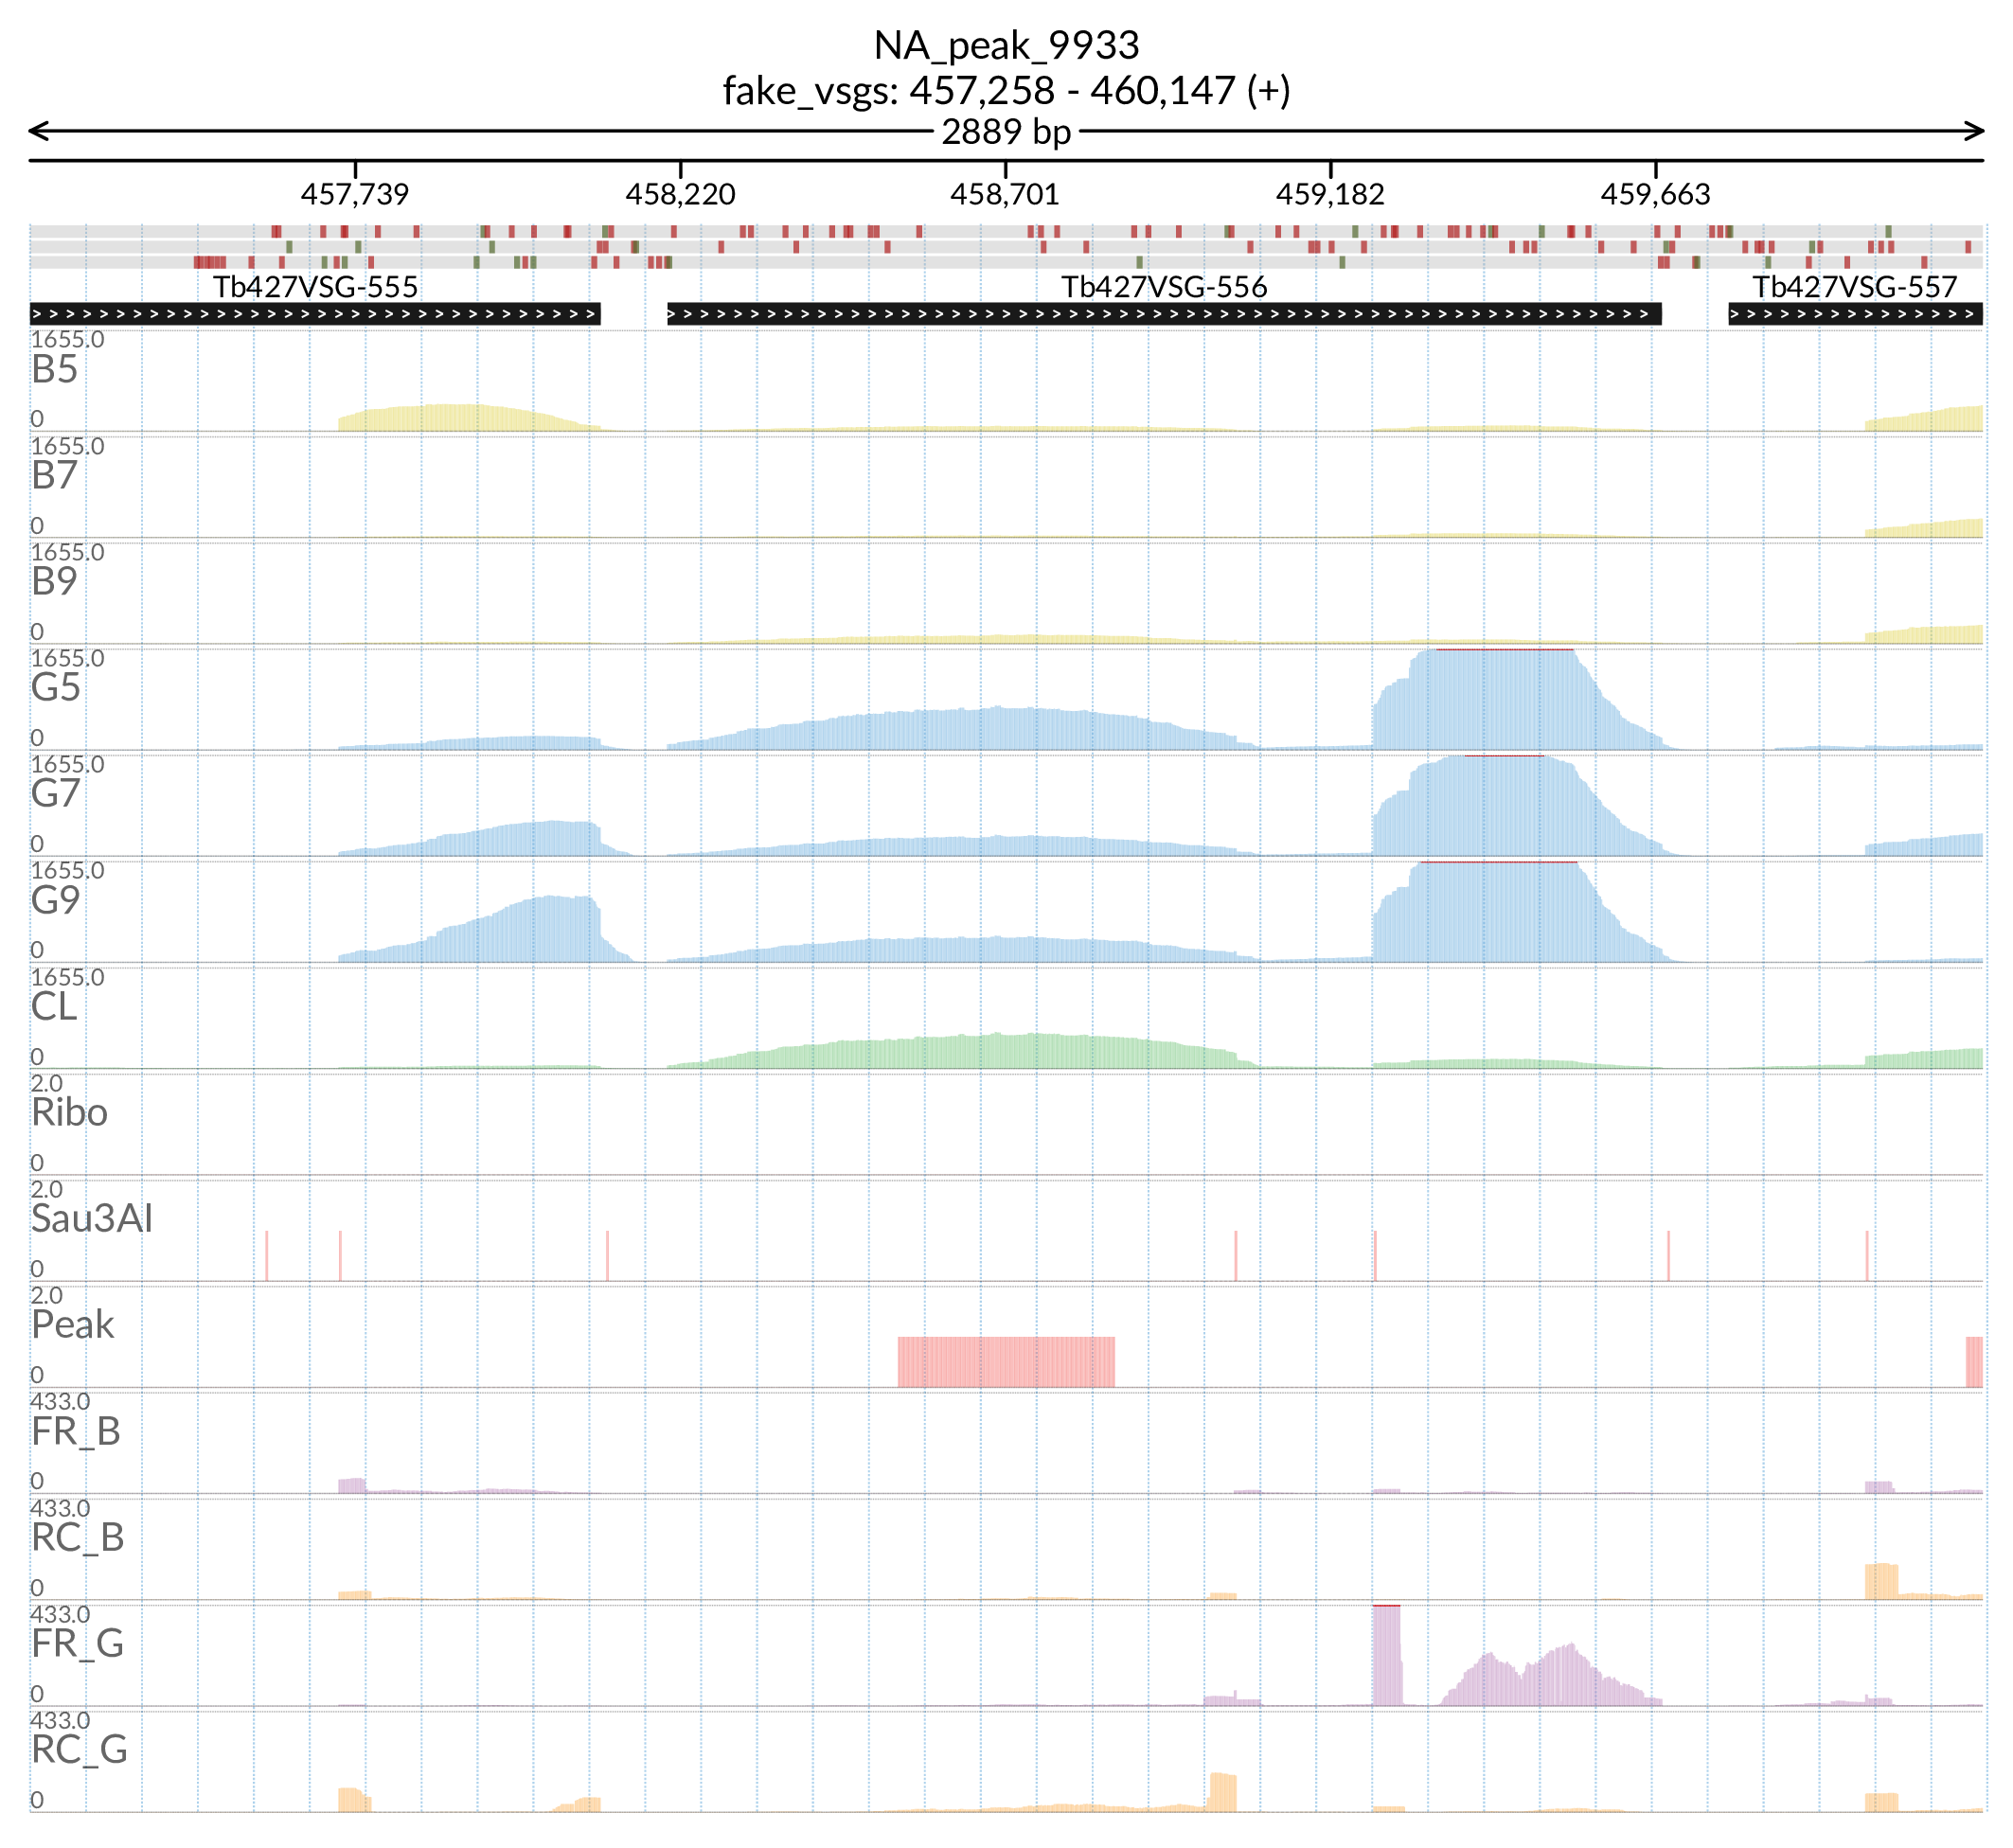 NA_peak_9933
fake_vsgs: 457,258 - 460,147 (+)
2889 bp
457,739 458,220 458,701 459,182 459,663
Tb427VSG-555 Tb427VSG-556 Tb427VSG-557
1655.0
B5
0
1655.0
B7
0
1655.0
B9
0
1655.0
G5
0
1655.0
G7
0
1655.0
G9
0
1655.0
CL
0
2.0
Ribo
0
2.0
Sau3AI
0
2.0
Peak
0
433.0
FR_B
0
433.0
RC_B
0
433.0
FR_G
0
433.0
RC_G
0